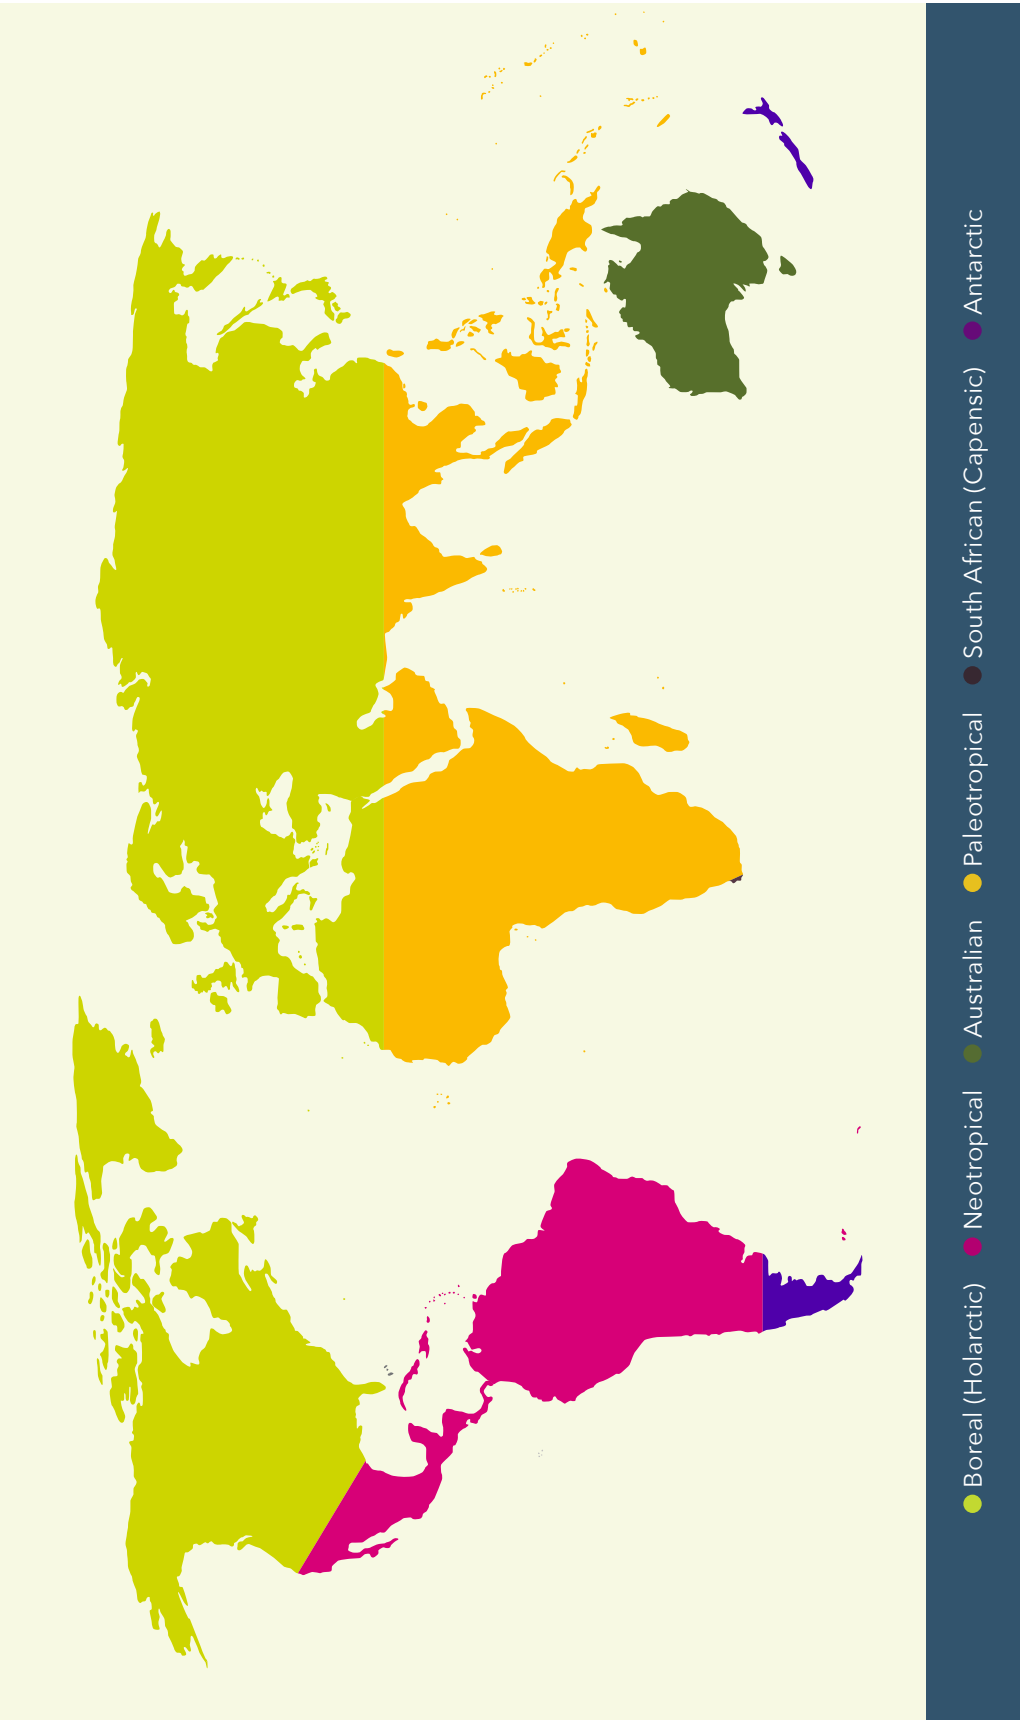 Boreal (Holarctic)
Neotropical
Australian
Paleotropical
South African (Capensic)
Antarctic